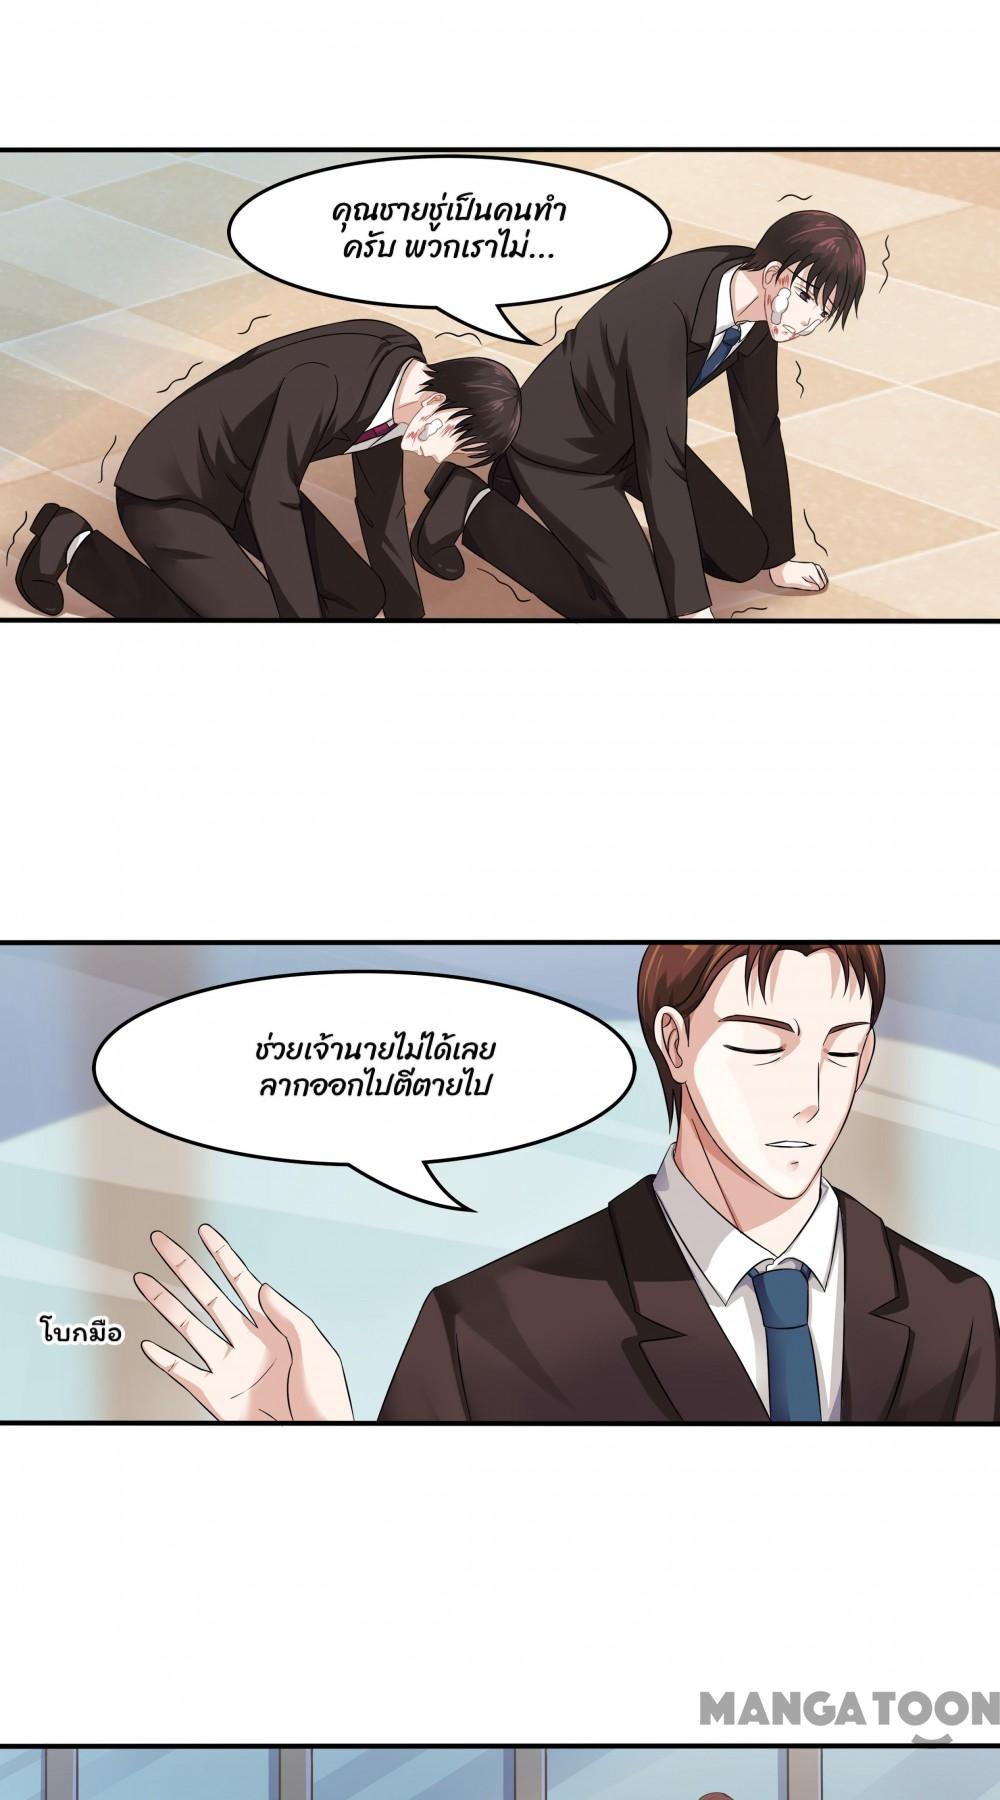 คุณชายชู่เป็นคนทำ
ครับ พวกเราไม่...
ช่วยเจ้านายไม่ได้เลย
ลากออกไปตีตายไป
โบกมือ
MANGATOON